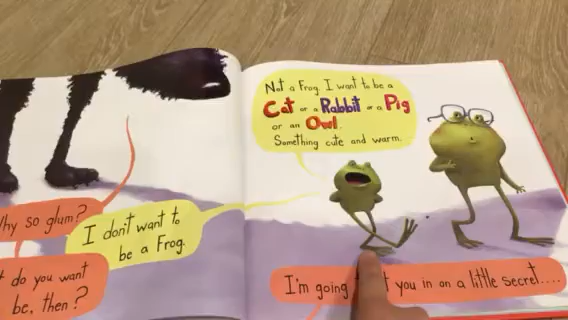 Why so glum?
I don't want to
be a Frog.
do you want
be, then?
Not a Frog. I want to be a
Cat or a Rabbit or a Pig
or an Owl.
Something cute and warm.
I'm going you in on a little secret....